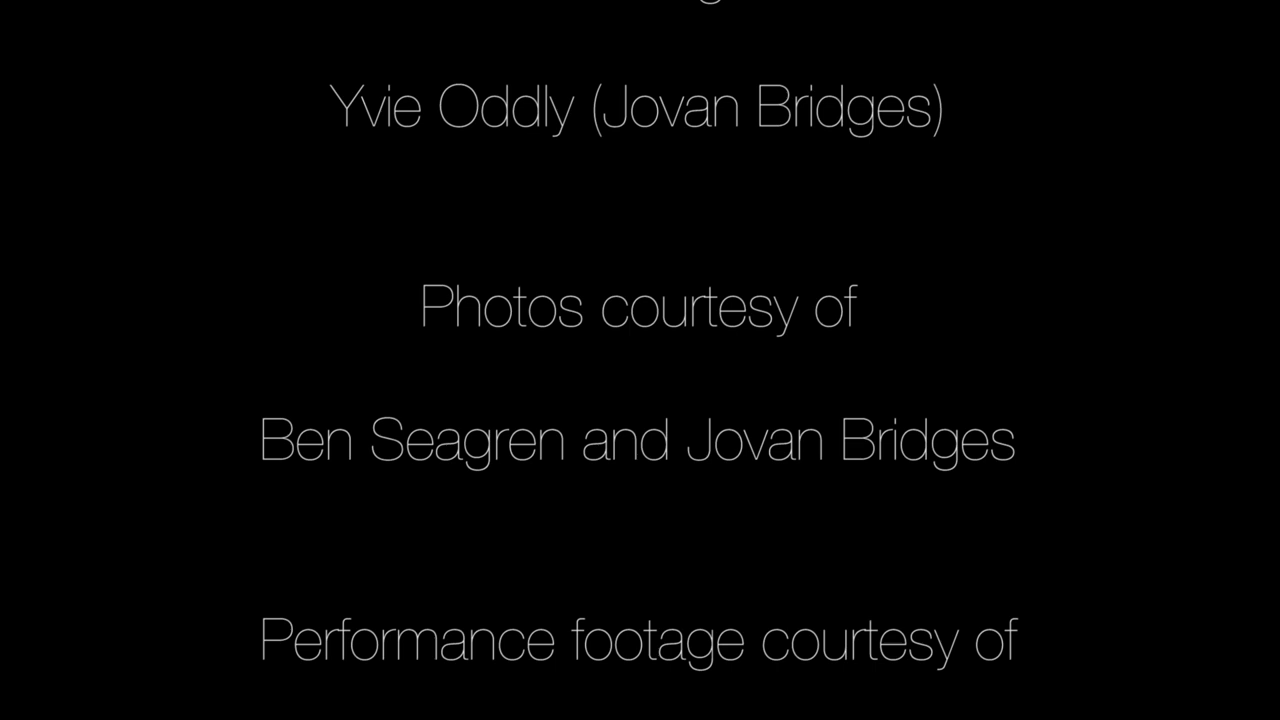 Yvie Oddly (Jovan Bridges)
Photos courtesy of
Ben Seagren and Jovan Bridges
Performance footage courtesy of